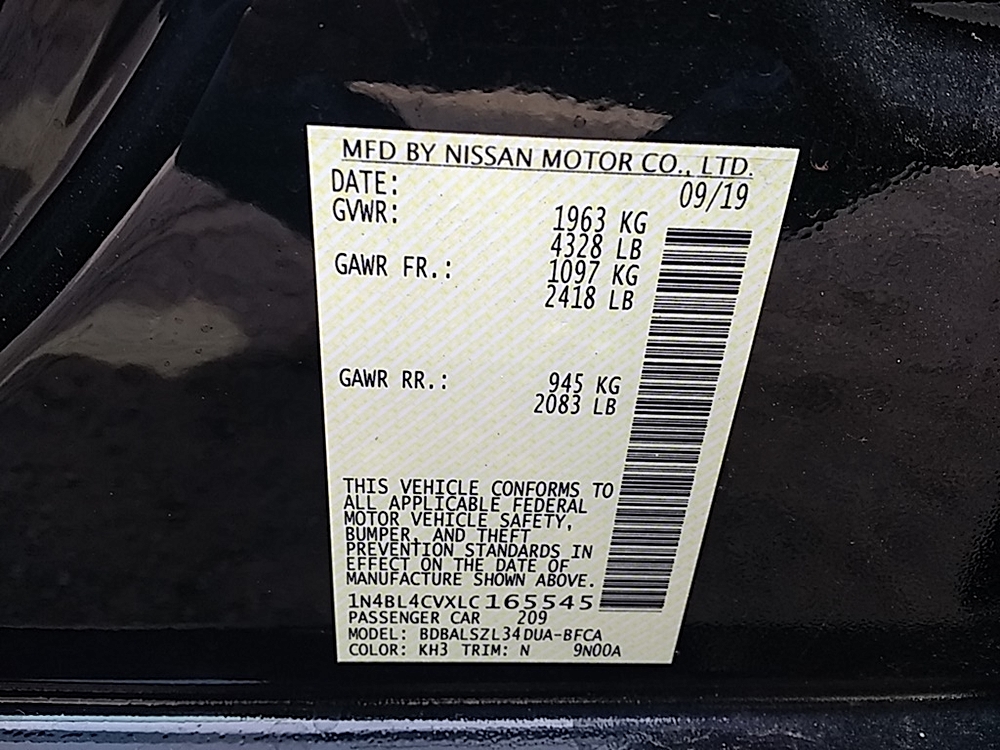 MFD BY NISSAN MOTOR CO., LTD.
DATE: 09/19
GVWR: 1963 KG
4328 LB
GAWR FR.: 1097 KG
2418 LB
GAWR RR.: 945 KG
2083 LB
THIS VEHICLE CONFORMS TO
ALL APPLICABLE FEDERAL
MOTOR VEHICLE SAFETY,
BUMPER, AND THEFT
PREVENTION STANDARDS IN
EFFECT ON THE DATE OF
MANUFACTURE SHOWN ABOVE.
1N4BL4CVXLC165545
PASSENGER CAR 209
MODEL: BDBALSZL34DUA-BFCA
COLOR: KH3 TRIM: N 9N00A